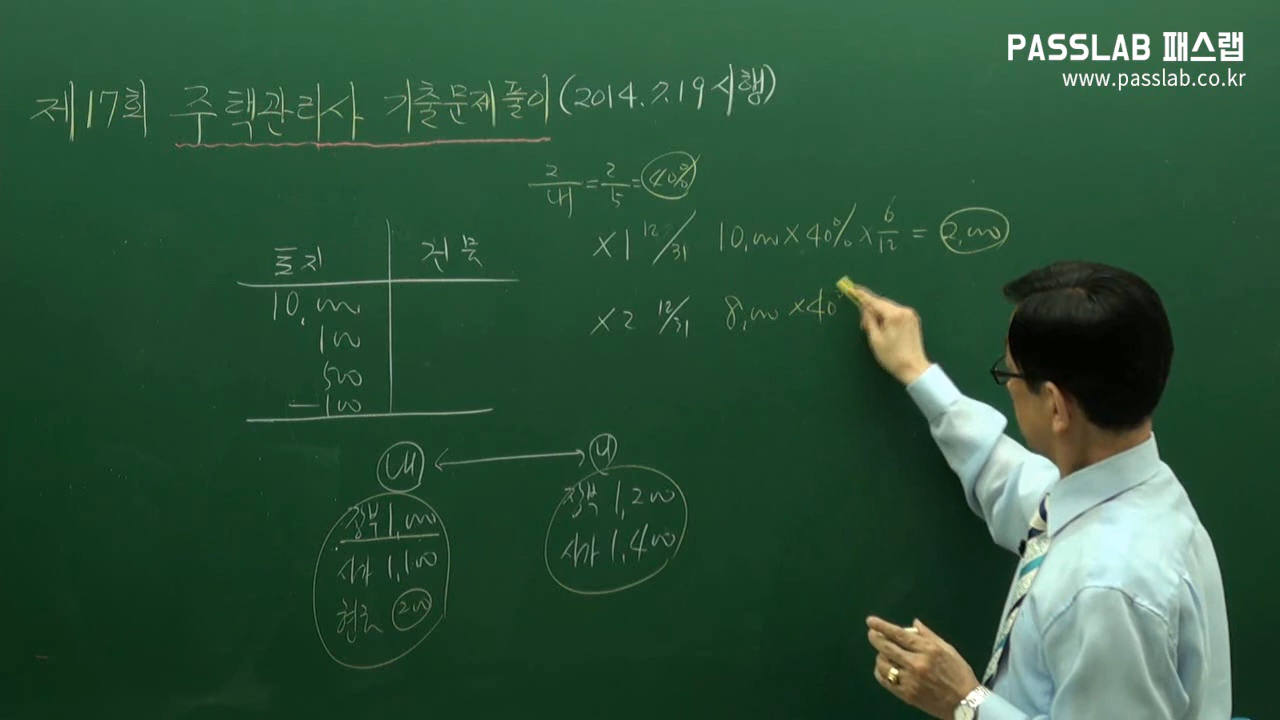 PASSLAB 패스랩
www.passlab.co.kr
제17회 주택관리사 기출문제풀이 (2014.7.19 시행)
2/내 = 2/5 = 40%
×1 12/31 10,000 × 40% × 6/12 = 2,000
×2 12/31 8,000 × 40%
토지 건물
10,000
100
500
-100
내 너
장부 1,000
시가 1,100
현금 200
장부 1,200
시가 1,400